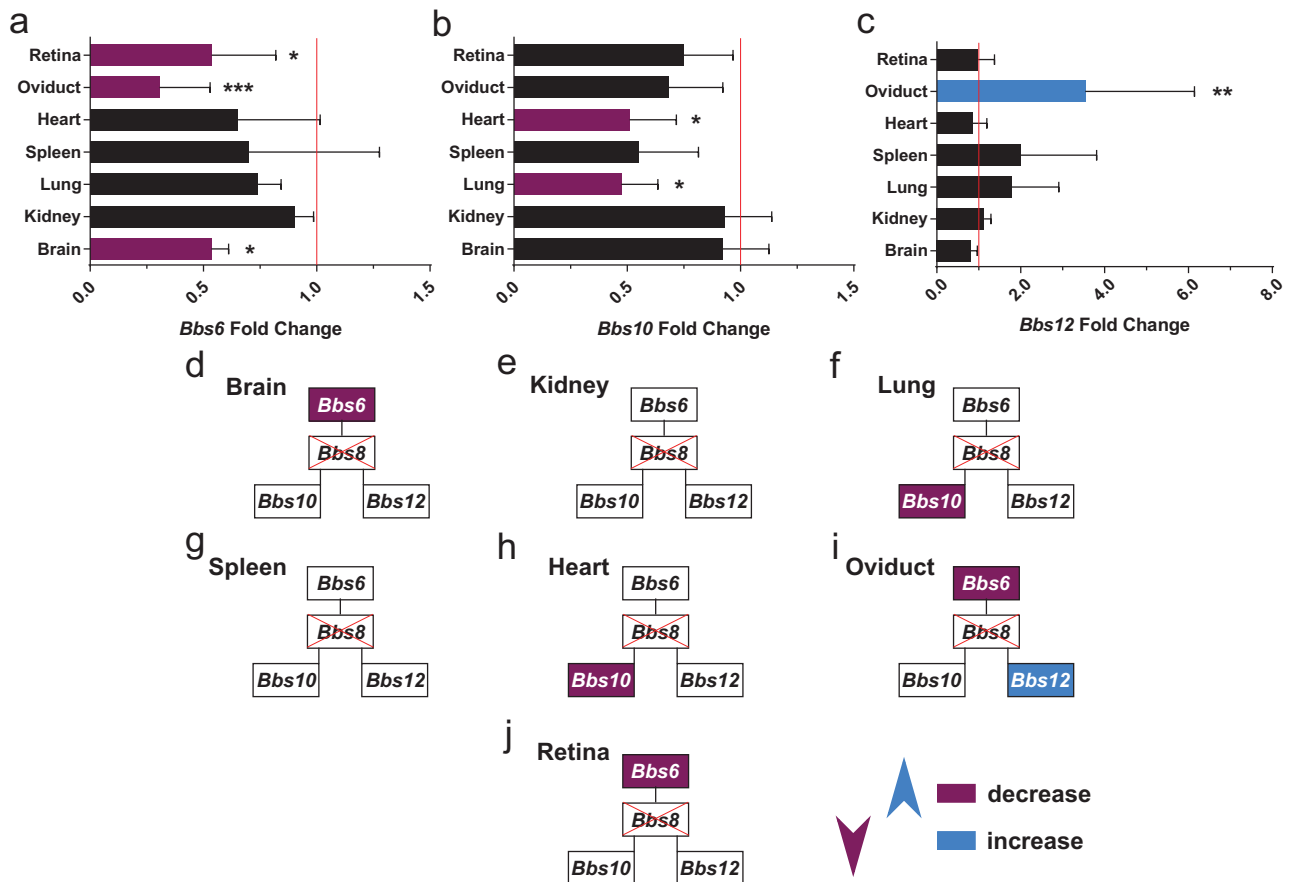 a
Retina
*
Oviduct
***
Heart
Spleen
Lung
Kidney
Brain
*
0.0
0.5
1.0
1.5
Bbs6 Fold Change
b
Retina
Oviduct
Heart
*
Spleen
Lung
*
Kidney
Brain
0.0
0.5
1.0
1.5
Bbs10 Fold Change
c
Retina
Oviduct
**
Heart
Spleen
Lung
Kidney
Brain
0.0
2.0
4.0
6.0
8.0
Bbs12 Fold Change
d
Brain
Bbs6
Bbs8
Bbs10
Bbs12
e
Kidney
Bbs6
Bbs8
Bbs10
Bbs12
f
Lung
Bbs6
Bbs8
Bbs10
Bbs12
g
Spleen
Bbs6
Bbs8
Bbs10
Bbs12
h
Heart
Bbs6
Bbs8
Bbs10
Bbs12
i
Oviduct
Bbs6
Bbs8
Bbs10
Bbs12
j
Retina
Bbs6
Bbs8
Bbs10
Bbs12
decrease
increase